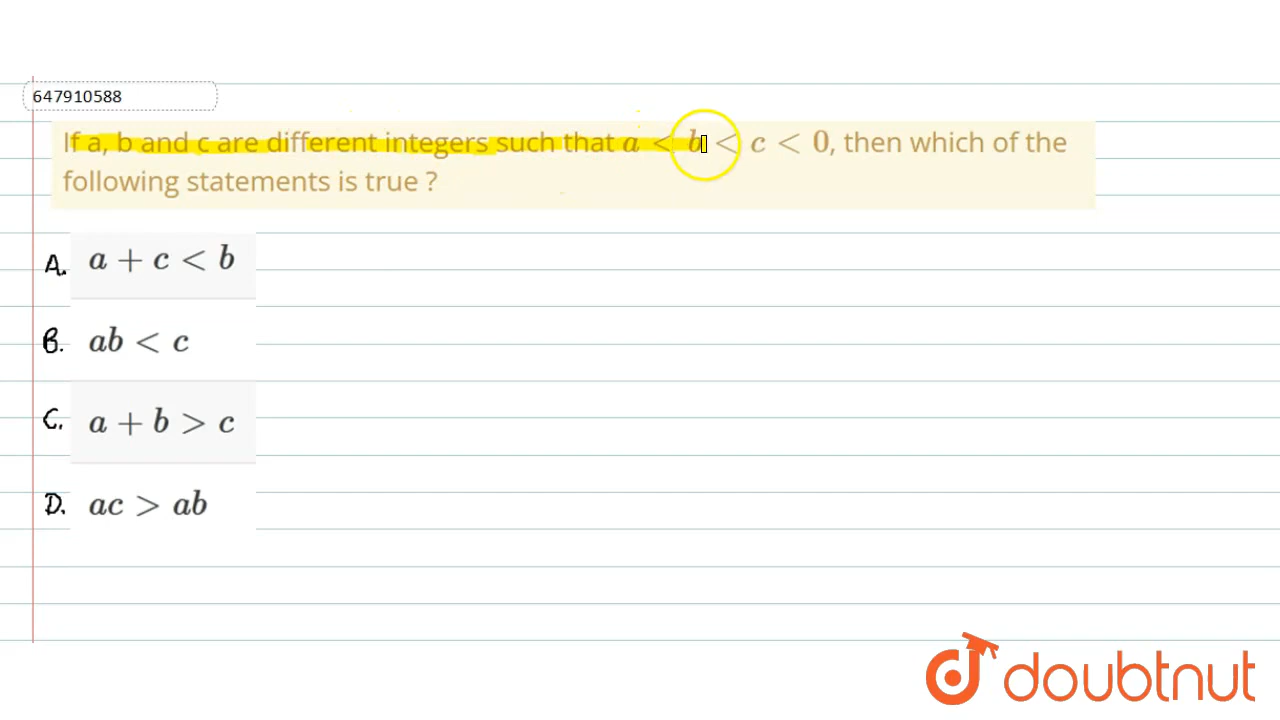 647910588
If a, b and c are different integers such that a < b < c < 0, then which of the
following statements is true ?
A. a + c < b
B. ab < c
C. a + b > c
D. ac > ab
doubtnut